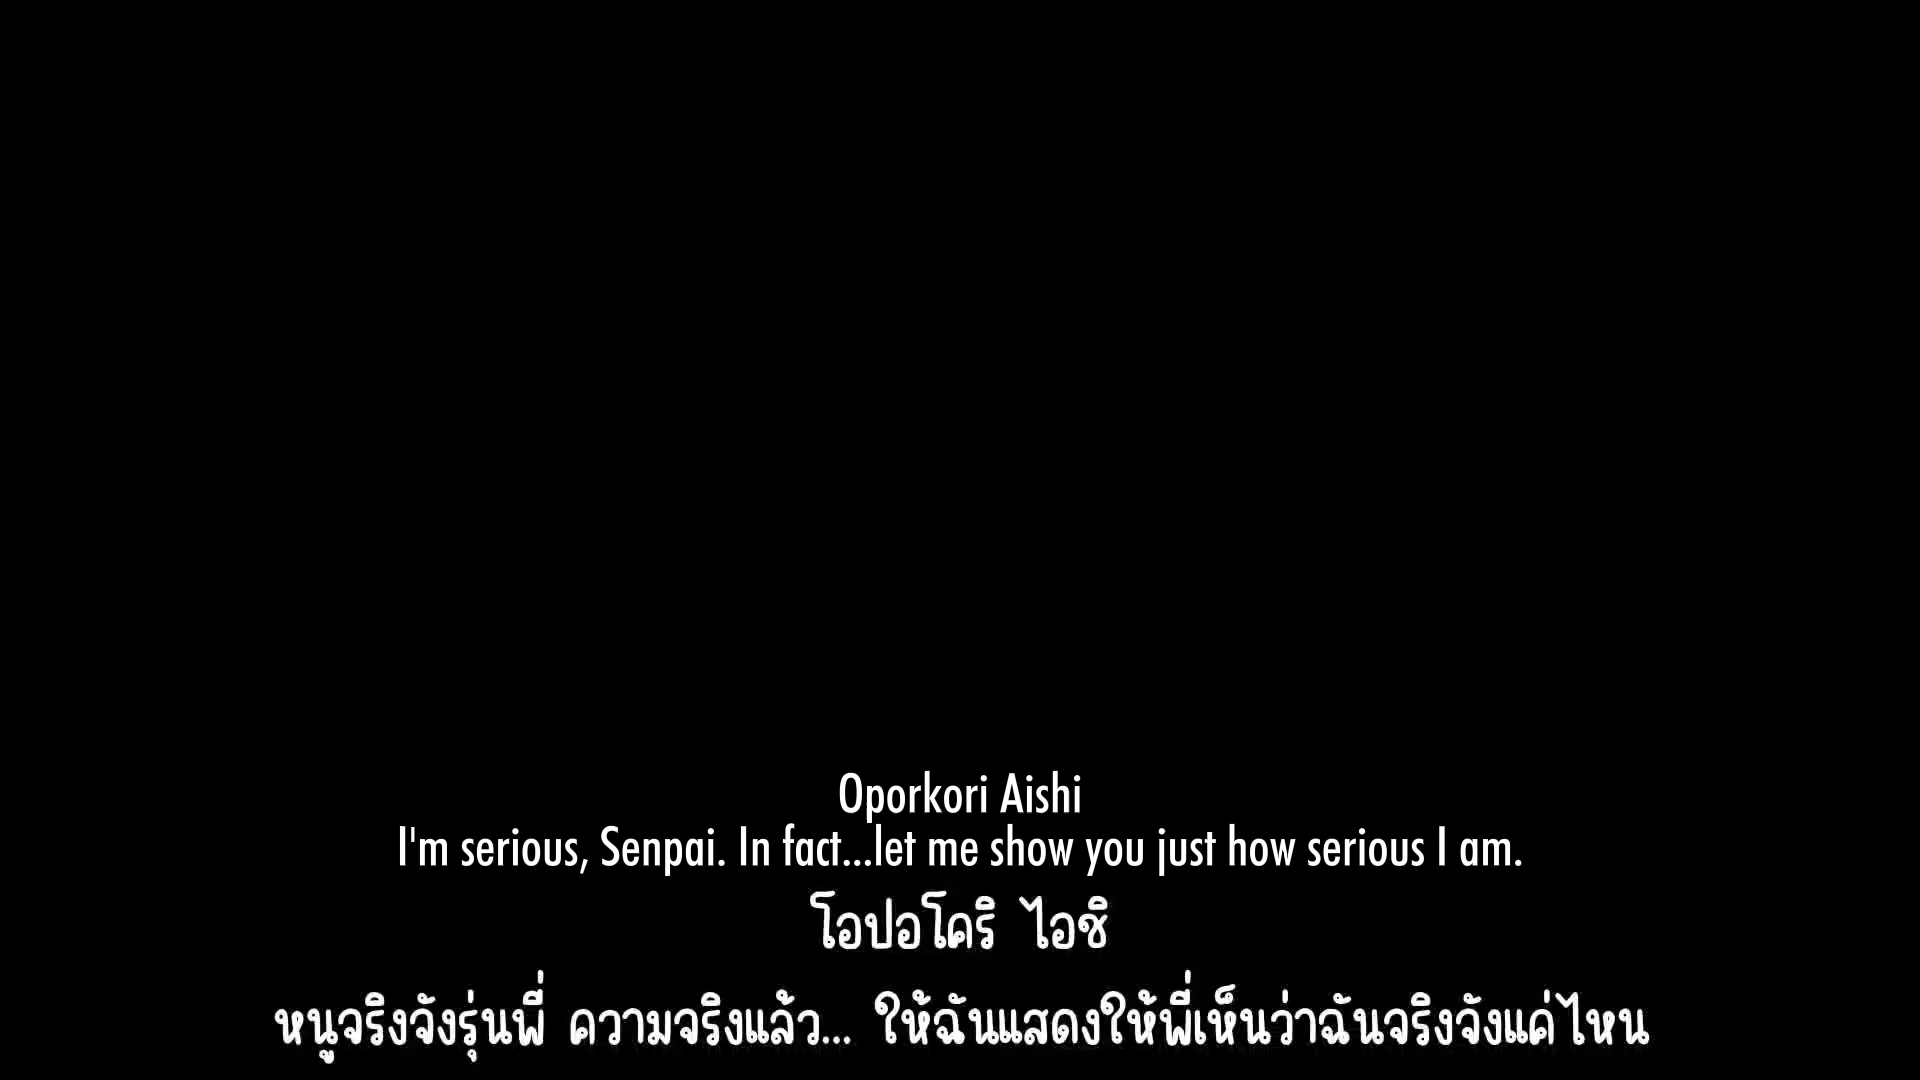 Oporkori Aishi
I'm serious, Senpai. In fact...let me show you just how serious I am.
โอปอโคริ ไอชิ
หนูจริงจังรุ่นพี่ ความจริงแล้ว... ให้ฉันแสดงให้พี่เห็นว่าฉันจริงจังแค่ไหน